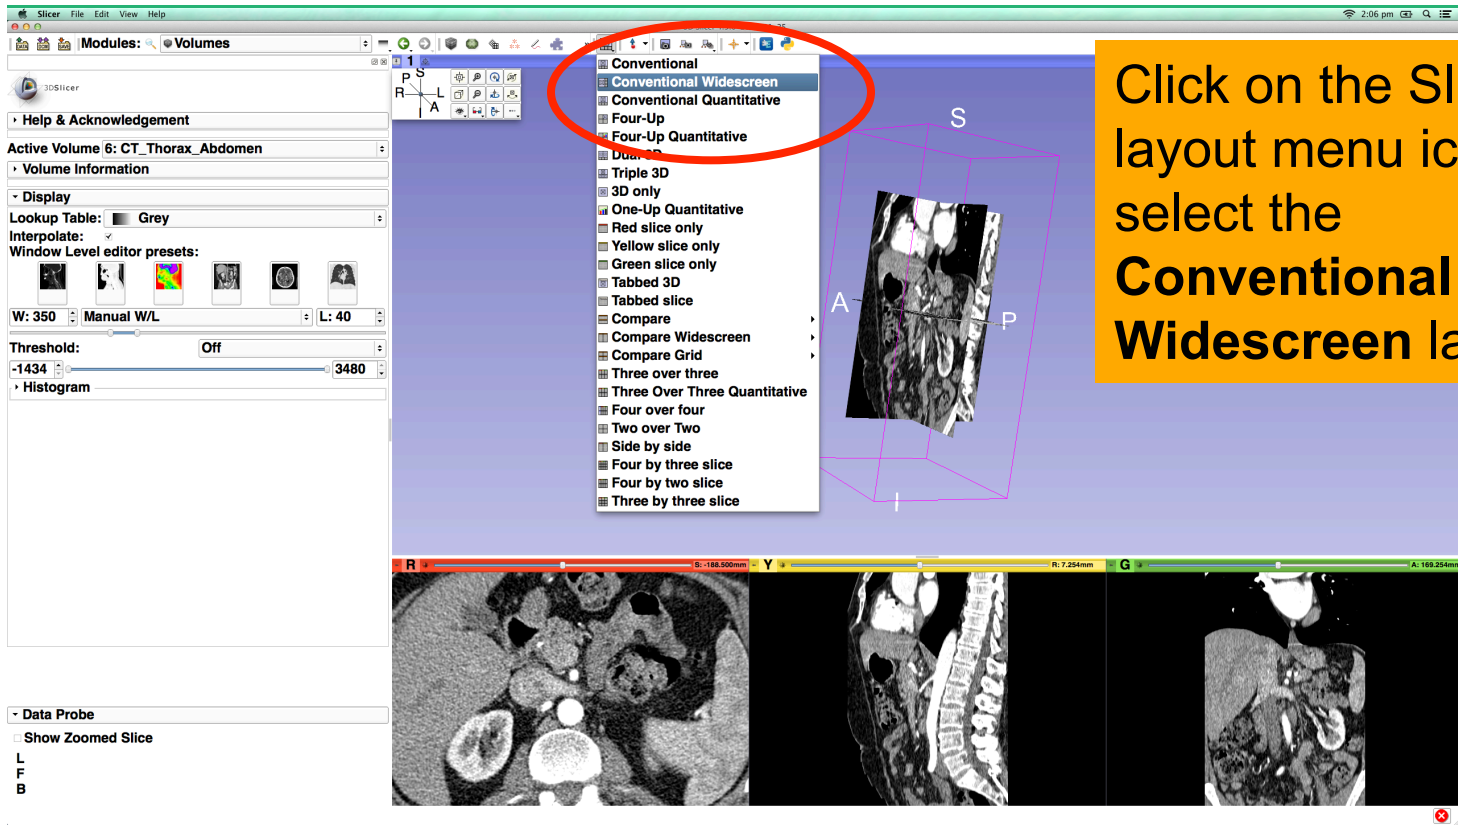 Slicer File Edit View Help
2:06 pm
DATA DCM SAVE Modules: Volumes
3DSlicer
Help & Acknowledgement
Active Volume 6: CT_Thorax_Abdomen
Volume Information
Display
Lookup Table: Grey
Interpolate:
Window Level editor presets:
W: 350 Manual W/L L: 40
Threshold: Off
-1434 3480
Histogram
Data Probe
Show Zoomed Slice
L
F
B
1
P S
R L
I A
Conventional
Conventional Widescreen
Conventional Quantitative
Four-Up
Four-Up Quantitative
Dual 3D
Triple 3D
3D only
One-Up Quantitative
Red slice only
Yellow slice only
Green slice only
Tabbed 3D
Tabbed slice
Compare
Compare Widescreen
Compare Grid
Three over three
Three Over Three Quantitative
Four over four
Two over Two
Side by side
Four by three slice
Four by two slice
Three by three slice
S
A
P
I
Click on the Sl
layout menu ic
select the
Conventional
Widescreen la
R S: -188.500mm
Y R: 7.254mm
G A: 169.254mm